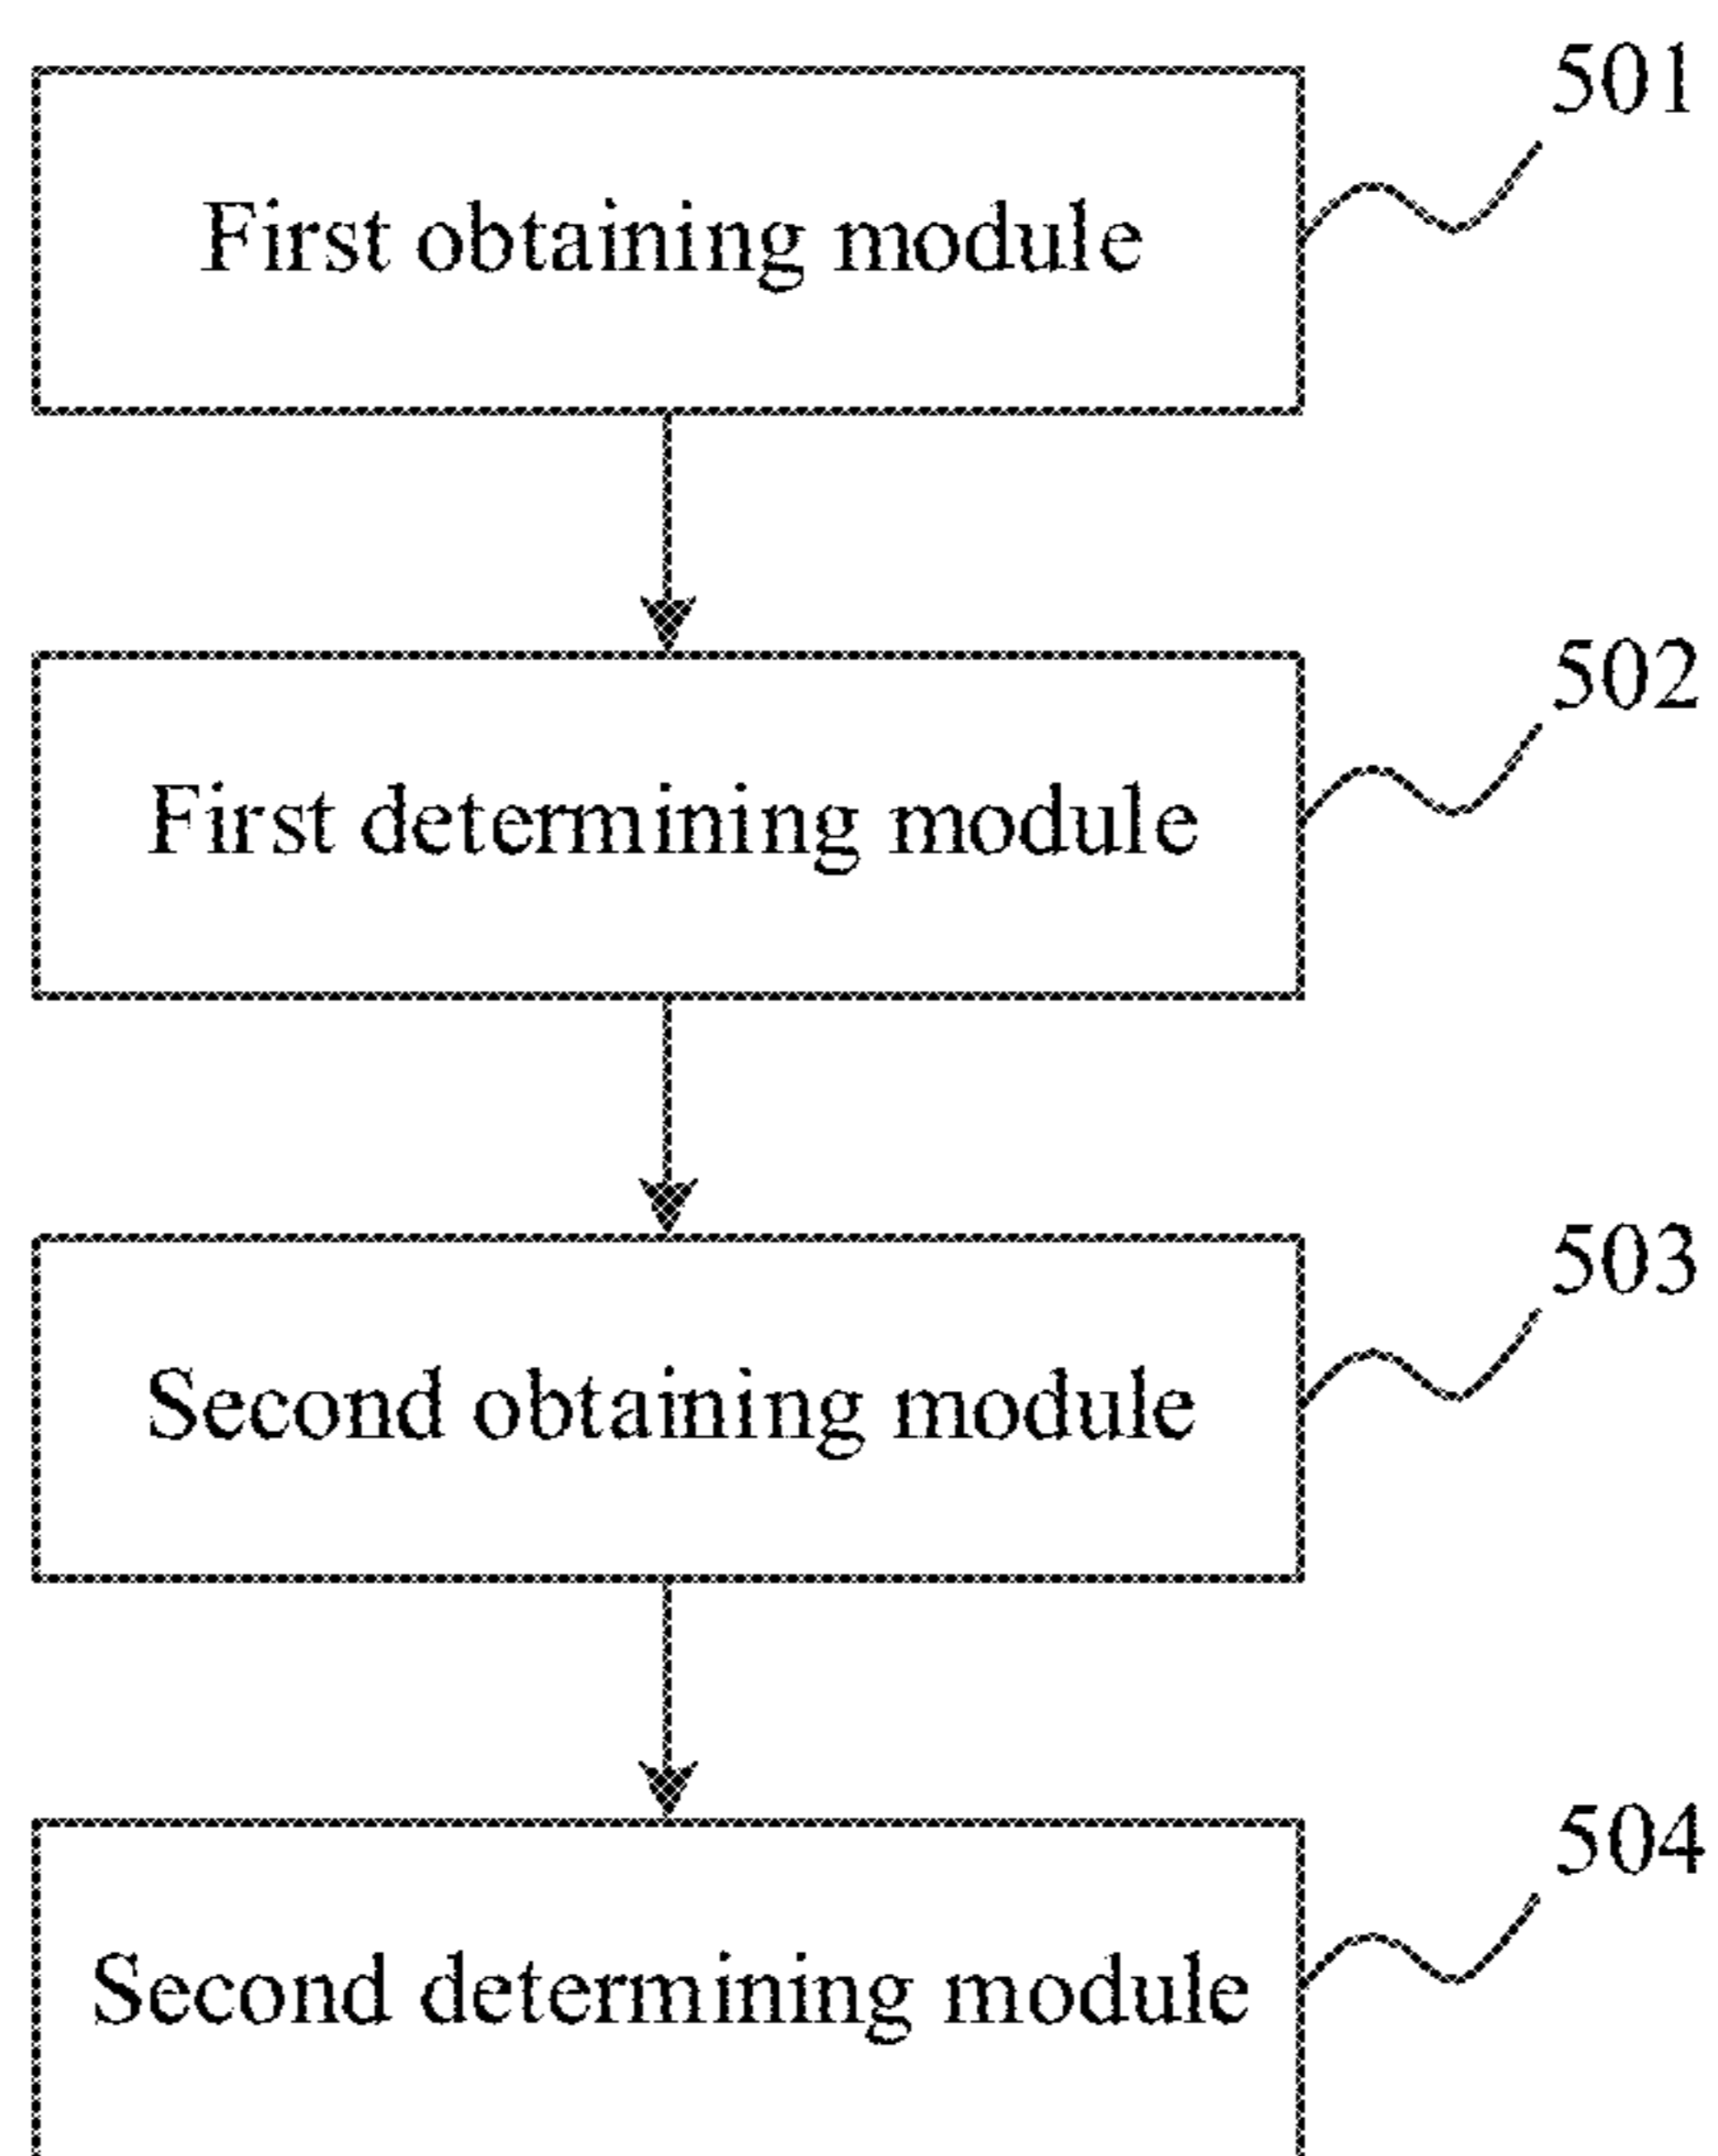 501
First obtaining module
502
First determining module
503
Second obtaining module
504
Second determining module